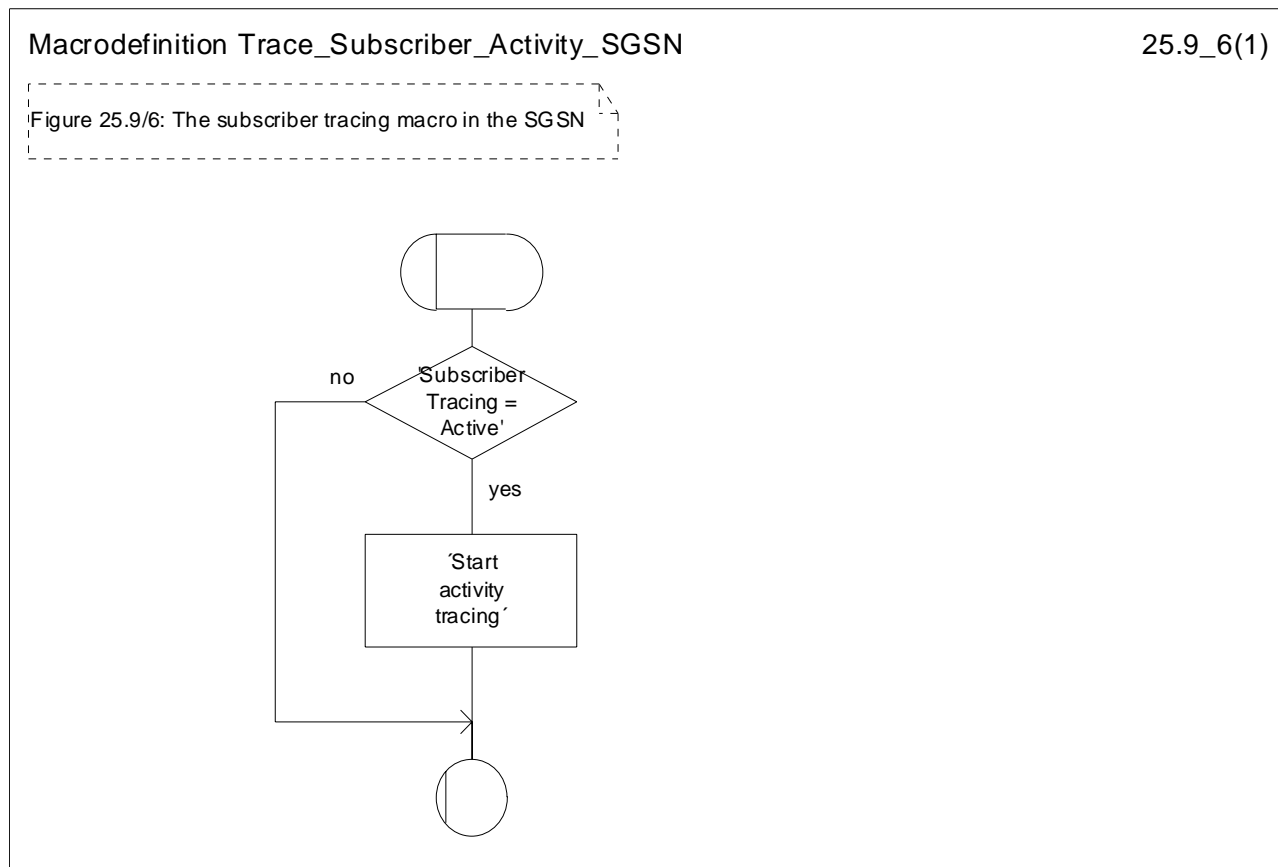 Macrodefinition Trace_Subscriber_Activity_SGSN
25.9_6(1)
Figure 25.9/6: The subscriber tracing macro in the SGSN
no
'Subscriber
Tracing =
Active'
yes
´Start
activity
tracing´